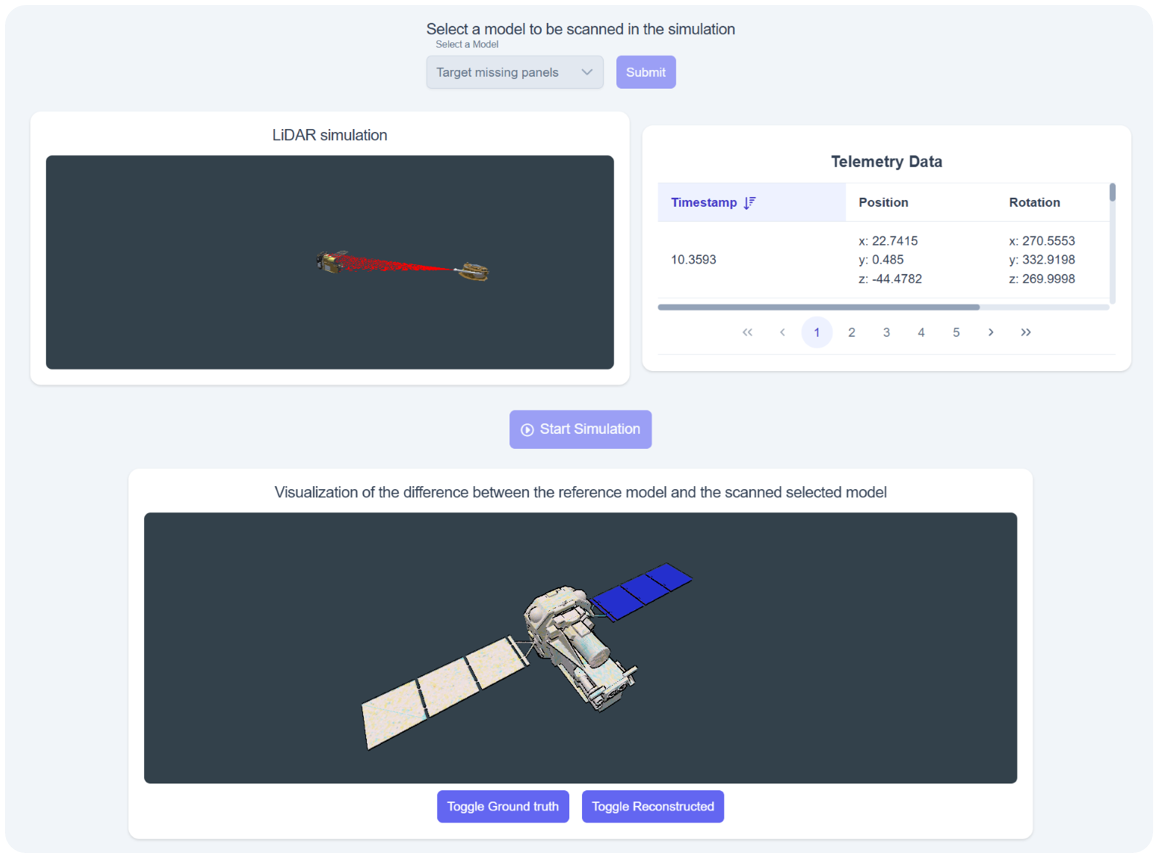 Select a model to be scanned in the simulation
Select a Model
Target missing panels
Submit
LiDAR simulation
Telemetry Data
Timestamp Position Rotation
10.3593
x: 22.7415
y: 0.485
z: -44.4782
x: 270.5553
y: 332.9198
z: 269.9998
1 2 3 4 5
Start Simulation
Visualization of the difference between the reference model and the scanned selected model
Toggle Ground truth
Toggle Reconstructed